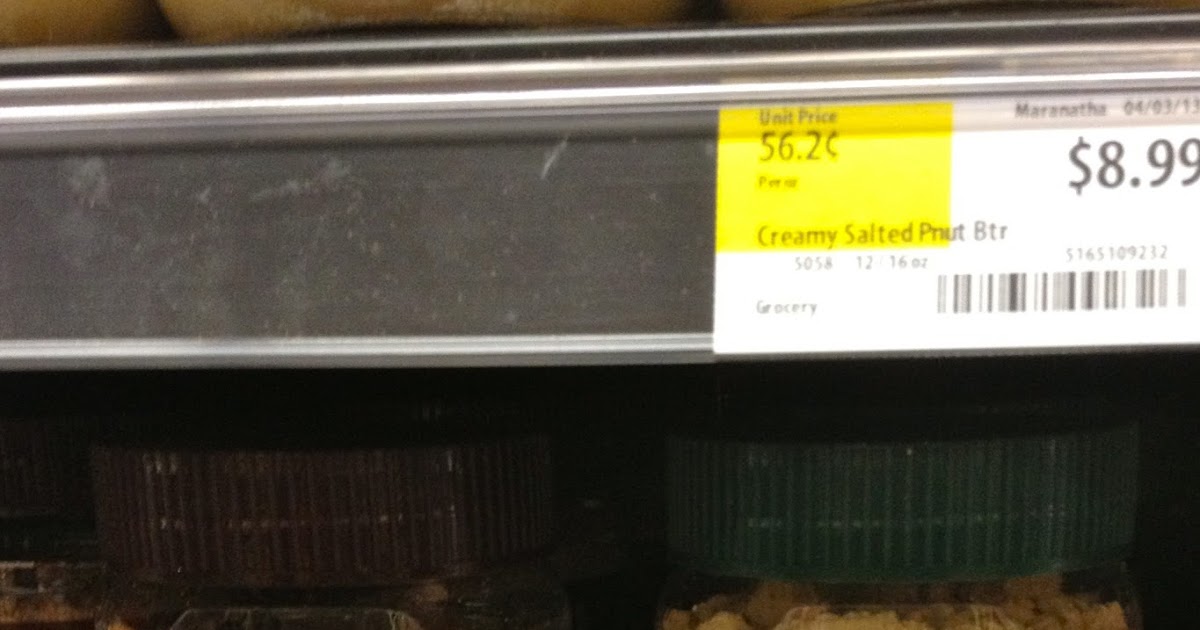 Unit Price
Maranatha 04/03/13
56.2¢
$8.99
Per oz
Creamy Salted Pnut Btr
5058 12/16 oz
5165109232
Grocery